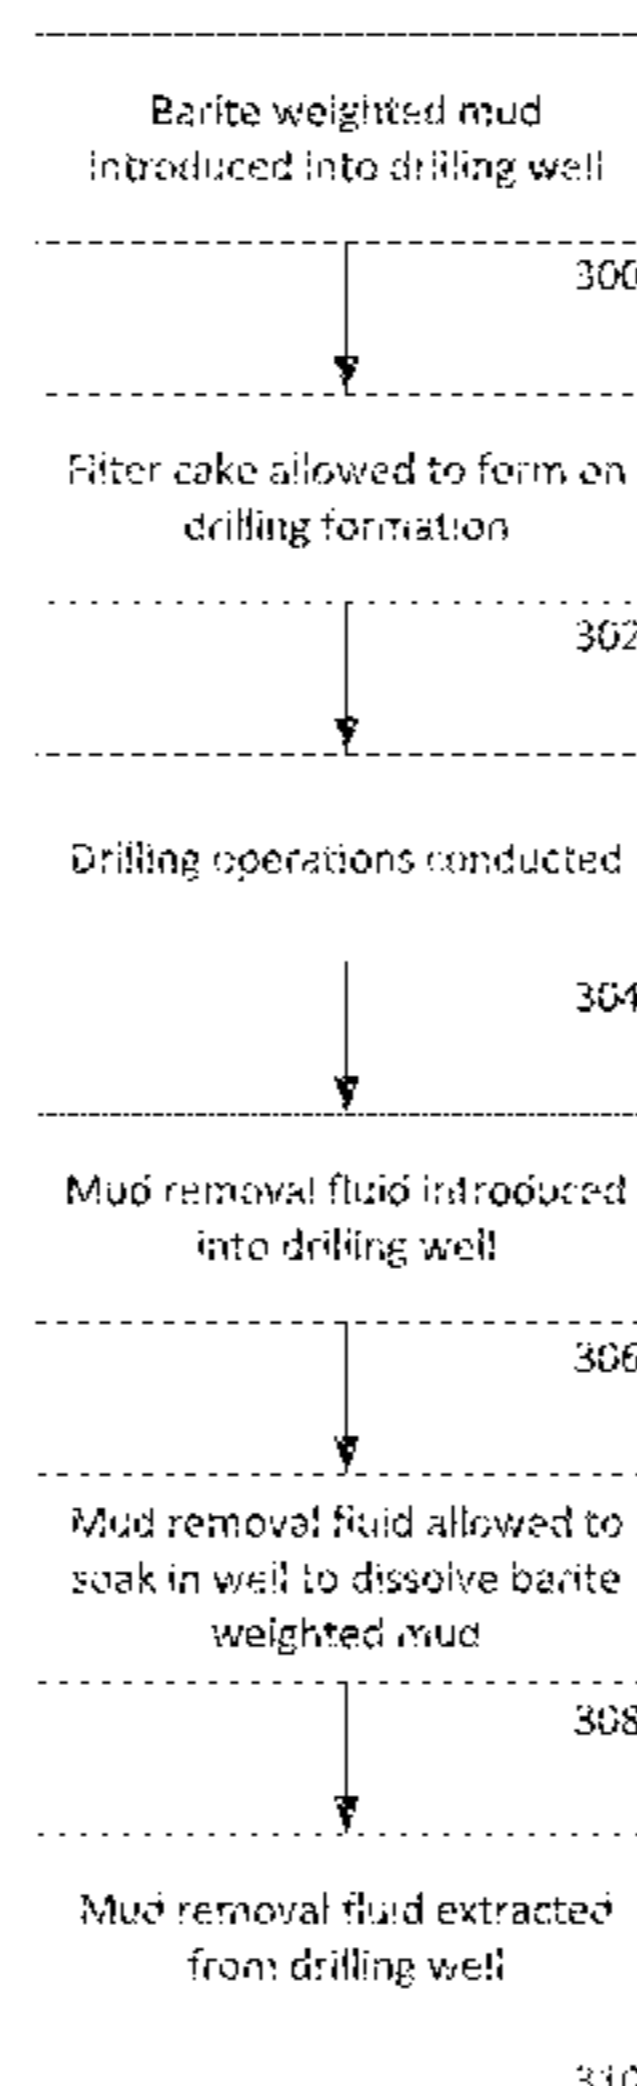 Barite weighted mud
introduced into drilling well
300
Filter cake allowed to form on
drilling formation
302
Drilling operations conducted
304
Mud removal fluid introduced
into drilling well
306
Mud removal fluid allowed to
soak in well to dissolve barite
weighted mud
308
Mud removal fluid extracted
from drilling well
310